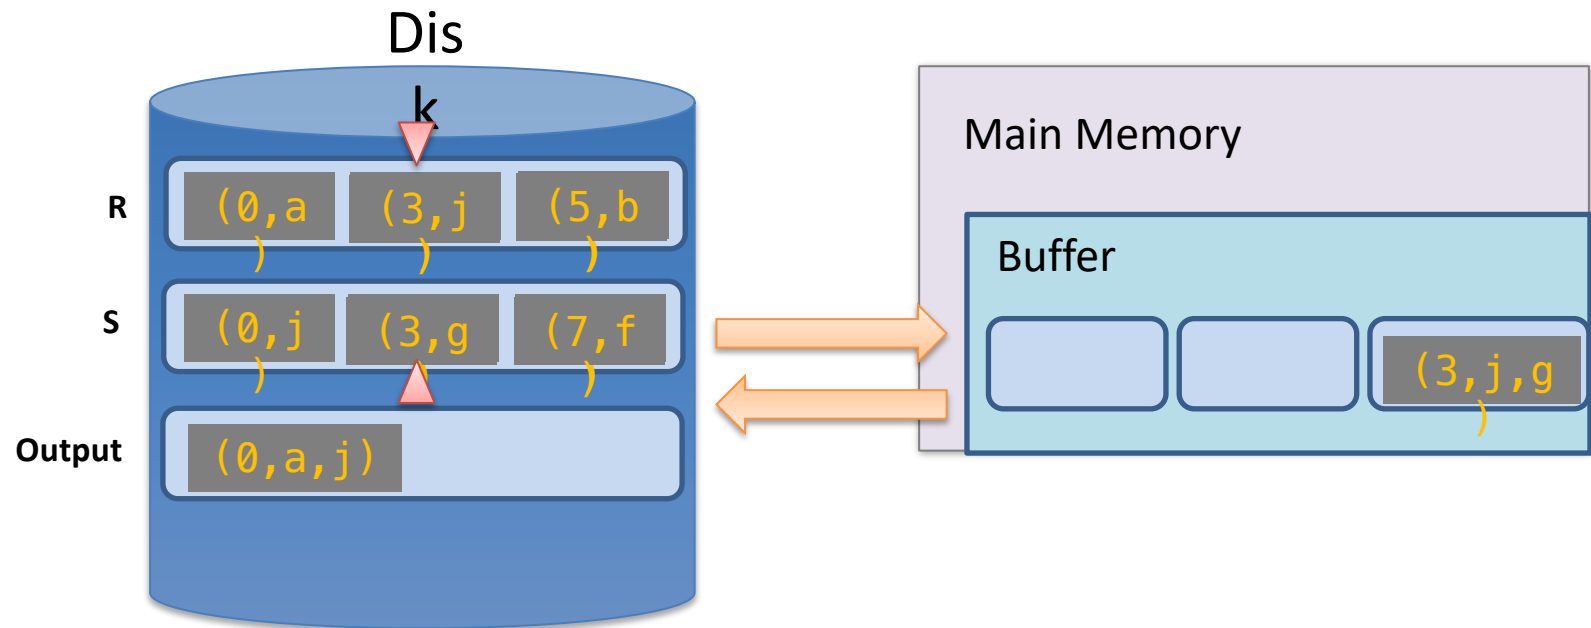 Dis
k
Main Memory
R
(0,a
)
(3,j
)
(5,b
)
Buffer
S
(0,j
)
(3,g
)
(7,f
)
(3,j,g
)
Output
(0,a,j)